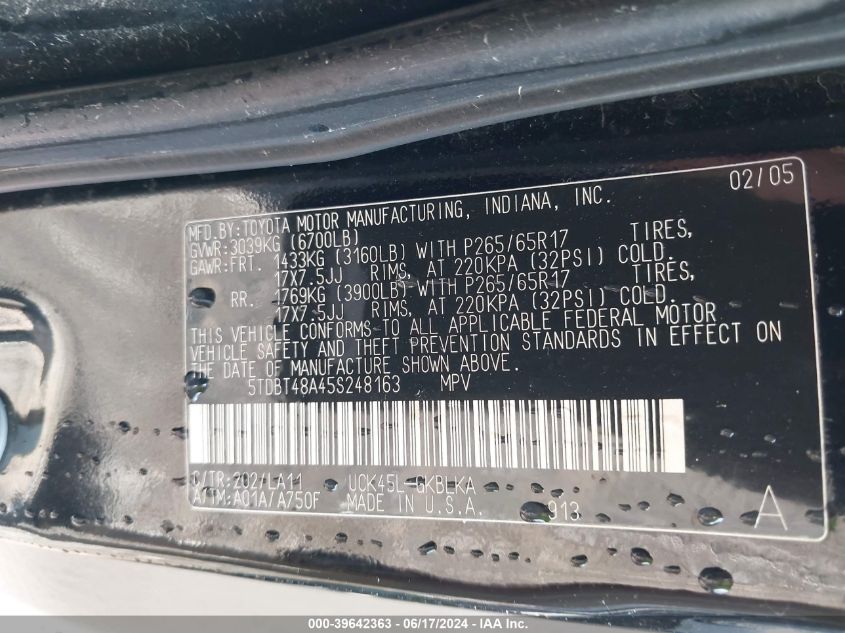 02/05
MFD.BY:TOYOTA MOTOR MANUFACTURING, INDIANA, INC.
GVWR:3039KG (6700LB)
GAWR:FRT. 1433KG (3160LB) WITH P265/65R17 TIRES,
17X7.5JJ RIMS, AT 220KPA (32PSI) COLD.
RR. 1769KG (3900LB) WITH P265/65R17 TIRES,
17X7.5JJ RIMS, AT 220KPA (32PSI) COLD.
THIS VEHICLE CONFORMS TO ALL APPLICABLE FEDERAL MOTOR
VEHICLE SAFETY AND THEFT PREVENTION STANDARDS IN EFFECT ON
THE DATE OF MANUFACTURE SHOWN ABOVE.
5TDBT48A45S248163 MPV
C/TR:202/LA11 UCK45L-GKBLKA
A/TM:A01A/A750F MADE IN U.S.A.
913
A
000-39642363 - 06/17/2024 - IAA Inc.